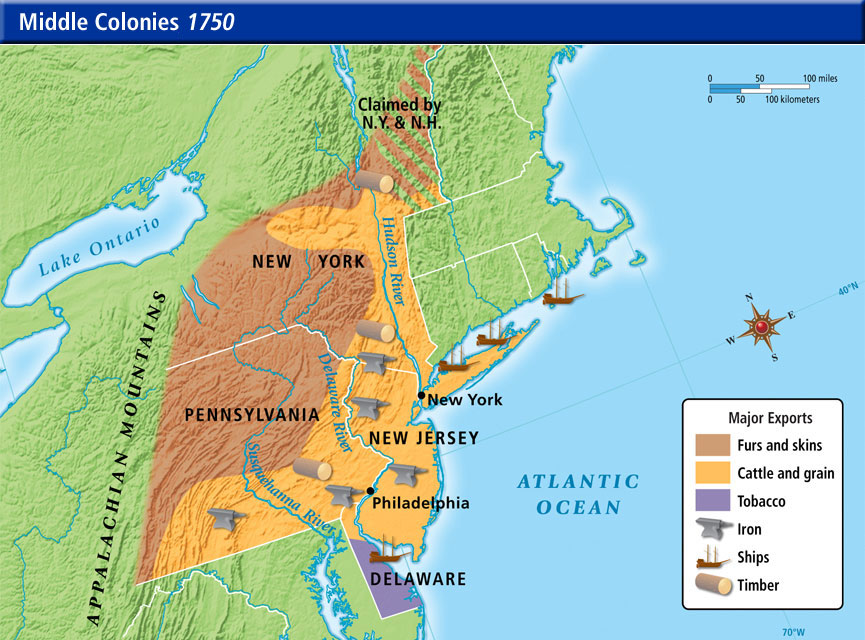 Middle Colonies 1750
0 50 100 miles
0 50 100 kilometers
Claimed by
N.Y. & N.H.
Lake Ontario
Hudson River
NEW YORK
N
E
W
S
40°N
APPALACHIAN MOUNTAINS
Delaware River
New York
PENNSYLVANIA
NEW JERSEY
Susquehanna River
Philadelphia
ATLANTIC
OCEAN
DELAWARE
Major Exports
Furs and skins
Cattle and grain
Tobacco
Iron
Ships
Timber
70°W